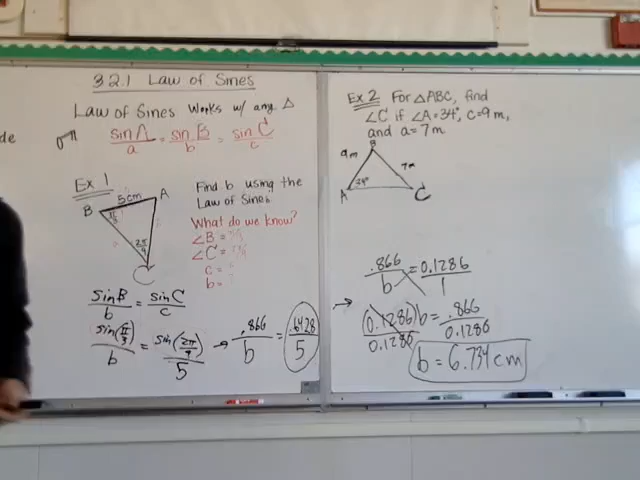 3.2.1 Law of Sines
Law of Sines Works w/ any △
sin A / a = sin B / b = sin C / c
Ex 1
Find b using the
Law of Sines
5cm
A
B
2π/9
C
What do we know?
∠B =
∠C =
c =
b =
sin B / b = sin C / c
sin(π/3) / b = sin(2π/9) / 5 → .866 / b = .6428 / 5
Ex 2 For △ABC, find
∠C if ∠A = 34°, c = 9m,
and a = 7m.
B
9m
7m
34°
A
C
.866 / b = 0.1286 / 1
→ (0.1286)b / 0.1286 = .866 / 0.1286
b = 6.734 cm